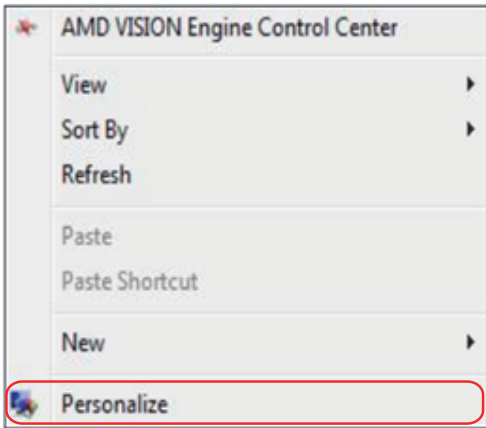 AMD VISION Engine Control Center
View
Sort By
Refresh
Paste
Paste Shortcut
New
Personalize